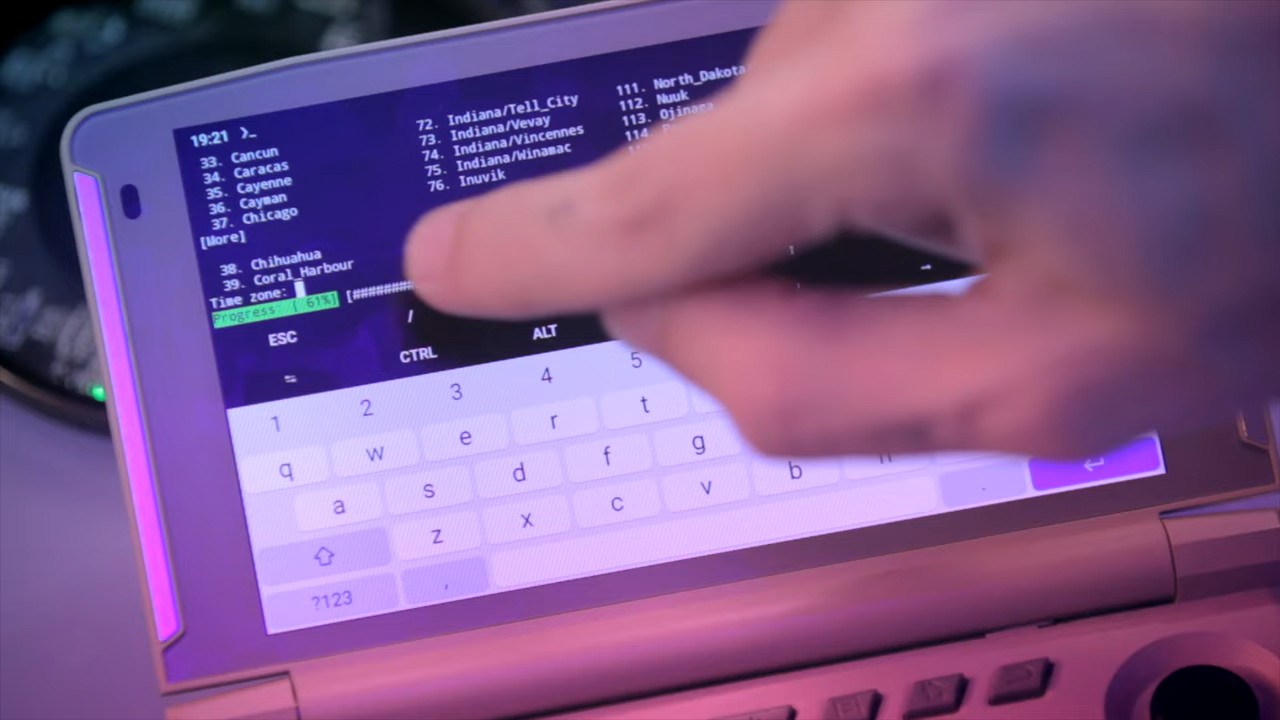 19:21 ❯_
33. Cancun
34. Caracas
35. Cayenne
36. Cayman
37. Chicago
[More]
72. Indiana/Tell_City
73. Indiana/Vevay
74. Indiana/Vincennes
75. Indiana/Winamac
76. Inuvik
111. North_Dakota
112. Nuuk
113. Ojinaga
114.
38. Chihuahua
39. Coral_Harbour
Time zone:
Progress: [ 61%] [########
ESC / ALT
CTRL
1 2 3 4 5
q w e r t
a s d f g
z x c v b n
?123 , .